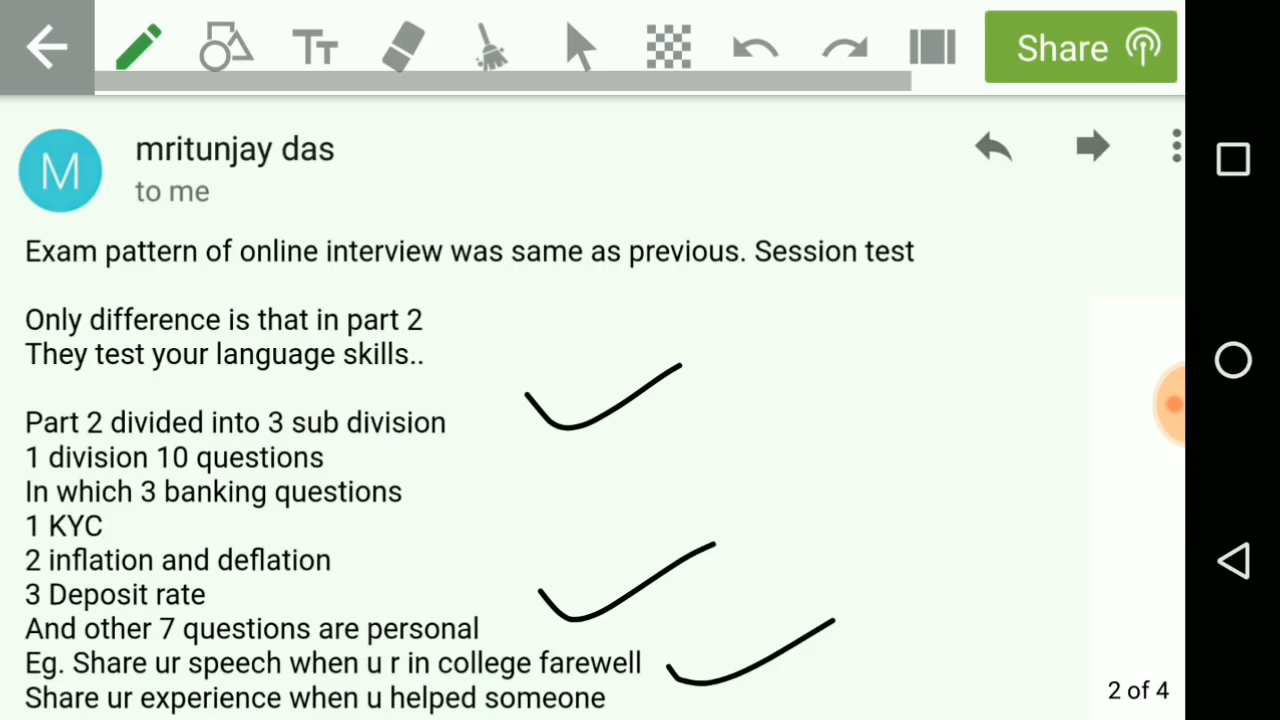 Tт
Share
M
mritunjay das
to me
Exam pattern of online interview was same as previous. Session test
Only difference is that in part 2
They test your language skills..
Part 2 divided into 3 sub division
1 division 10 questions
In which 3 banking questions
1 KYC
2 inflation and deflation
3 Deposit rate
And other 7 questions are personal
Eg. Share ur speech when u r in college farewell
Share ur experience when u helped someone
2 of 4